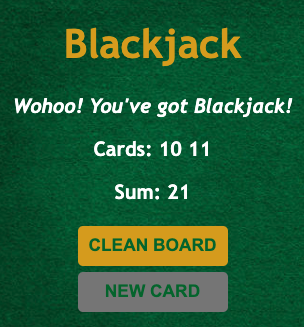 Blackjack
Wohoo! You've got Blackjack!
Cards: 10 11
Sum: 21
CLEAN BOARD
NEW CARD